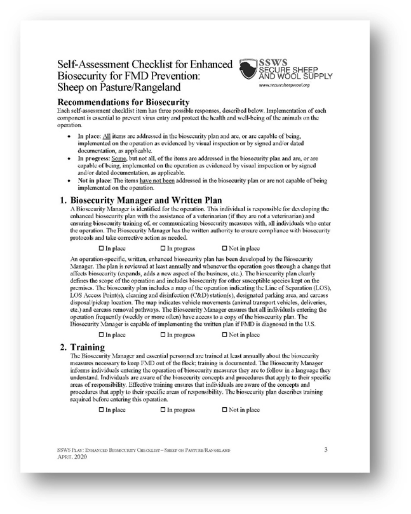 Self-Assessment Checklist for Enhanced
Biosecurity for FMD Prevention:
Sheep on Pasture/Rangeland
SSWS
SECURE SHEEP
AND WOOL SUPPLY
www.securesheepwool.org
Recommendations for Biosecurity
Each self-assessment checklist item has three possible responses, described below. Implementation of each
component is essential to prevent virus entry and protect the health and well-being of the animals on the
operation.
• In place: All items are addressed in the biosecurity plan and are, or are capable of being,
implemented on the operation as evidenced by visual inspection or by signed and/or dated
documentation, as applicable.
• In progress: Some, but not all, of the items are addressed in the biosecurity plan and are, or are
capable of being, implemented on the operation as evidenced by visual inspection or by signed
and/or dated documentation, as applicable.
• Not in place: The items have not been addressed in the biosecurity plan or are not capable of being
implemented on the operation.
1. Biosecurity Manager and Written Plan
A Biosecurity Manager is identified for the operation. This individual is responsible for developing the
enhanced biosecurity plan with the assistance of a veterinarian (if they are not a veterinarian) and
ensuring biosecurity training of, or communicating biosecurity measures with, all individuals who enter
the operation. The Biosecurity Manager has the written authority to ensure compliance with biosecurity
protocols and take corrective action as needed.
☐ In place ☐ In progress ☐ Not in place
An operation-specific, written, enhanced biosecurity plan has been developed by the Biosecurity
Manager. The plan is reviewed at least annually and whenever the operation goes through a change that
affects biosecurity (expands, adds a new aspect of the business, etc.). The biosecurity plan clearly
defines the scope of the operation and includes biosecurity for other susceptible species kept on the
premises. The biosecurity plan includes a map of the operation indicating the Line of Separation (LOS),
LOS Access Point(s), cleaning and disinfection (C&D) station(s), designated parking area, and carcass
disposal/pickup location. The map indicates vehicle movements (animal transport vehicles, deliveries,
etc.) and carcass removal pathways. The Biosecurity Manager ensures that all individuals entering the
operation frequently (weekly or more often) have access to a copy of the biosecurity plan. The
Biosecurity Manager is capable of implementing the written plan if FMD is diagnosed in the U.S.
☐ In place ☐ In progress ☐ Not in place
2. Training
The Biosecurity Manager and essential personnel are trained at least annually about the biosecurity
measures necessary to keep FMD out of the flock; training is documented. The Biosecurity Manager
informs individuals entering the operation of biosecurity measures they are to follow in a language they
understand. Individuals are aware of the biosecurity concepts and procedures that apply to their specific
areas of responsibility. Effective training ensures that individuals are aware of the concepts and
procedures that apply to their specific areas of responsibility. The biosecurity plan describes training
required before entering this operation.
☐ In place ☐ In progress ☐ Not in place
SSWS PLAN: ENHANCED BIOSECURITY CHECKLIST – SHEEP ON PASTURE/RANGELAND 3
APRIL 2020